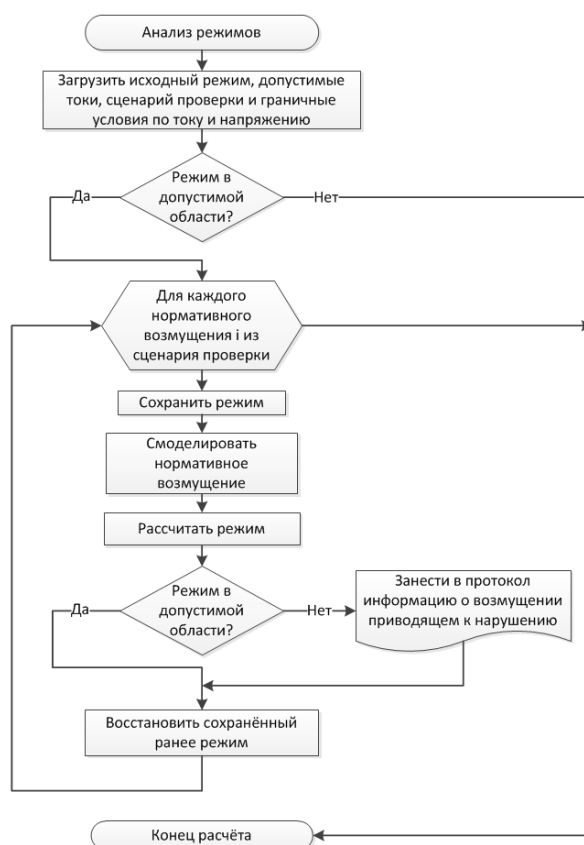 Анализ режимов
Загрузить исходный режим, допустимые
токи, сценарий проверки и граничные
условия по току и напряжению
Режим в
допустимой
области?
Да
Нет
Для каждого
нормативного
возмущения i из
сценария проверки
Сохранить режим
Смоделировать
нормативное
возмущение
Рассчитать режим
Режим в
допустимой
области?
Да
Нет
Занести в протокол
информацию о возмущении
приводящем к нарушению
Восстановить сохранённый
ранее режим
Конец расчёта